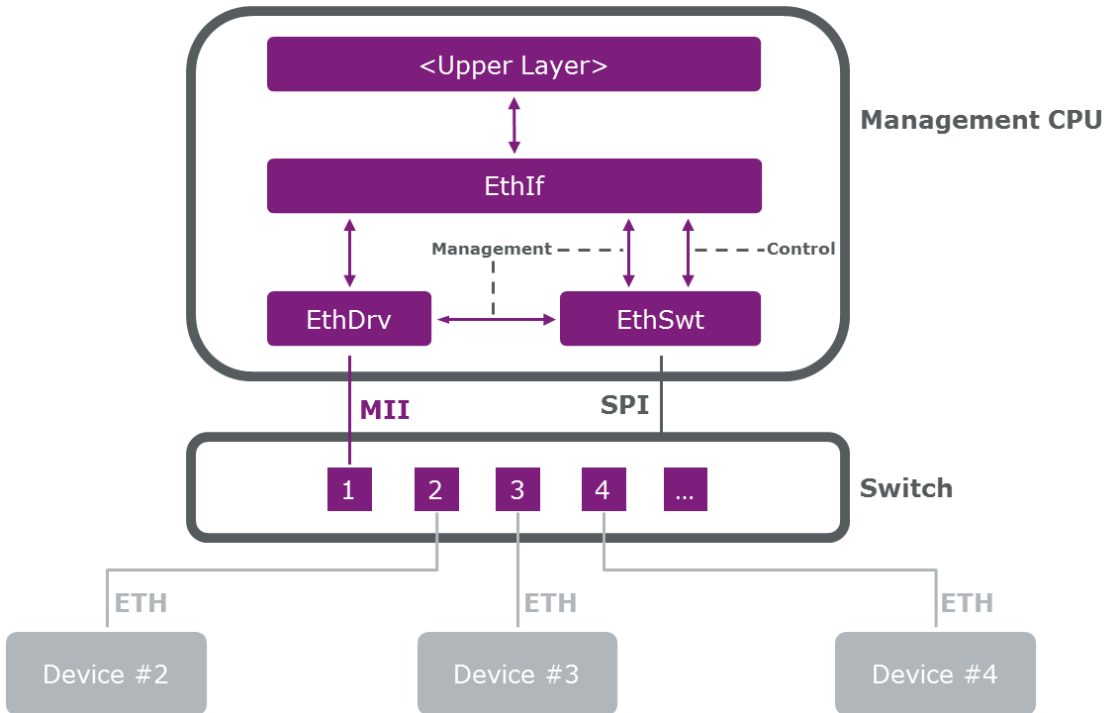 <Upper Layer>
Management CPU
EthIf
Management
Control
EthDrv
EthSwt
MII
SPI
1
2
3
4
...
Switch
ETH
ETH
ETH
Device #2
Device #3
Device #4